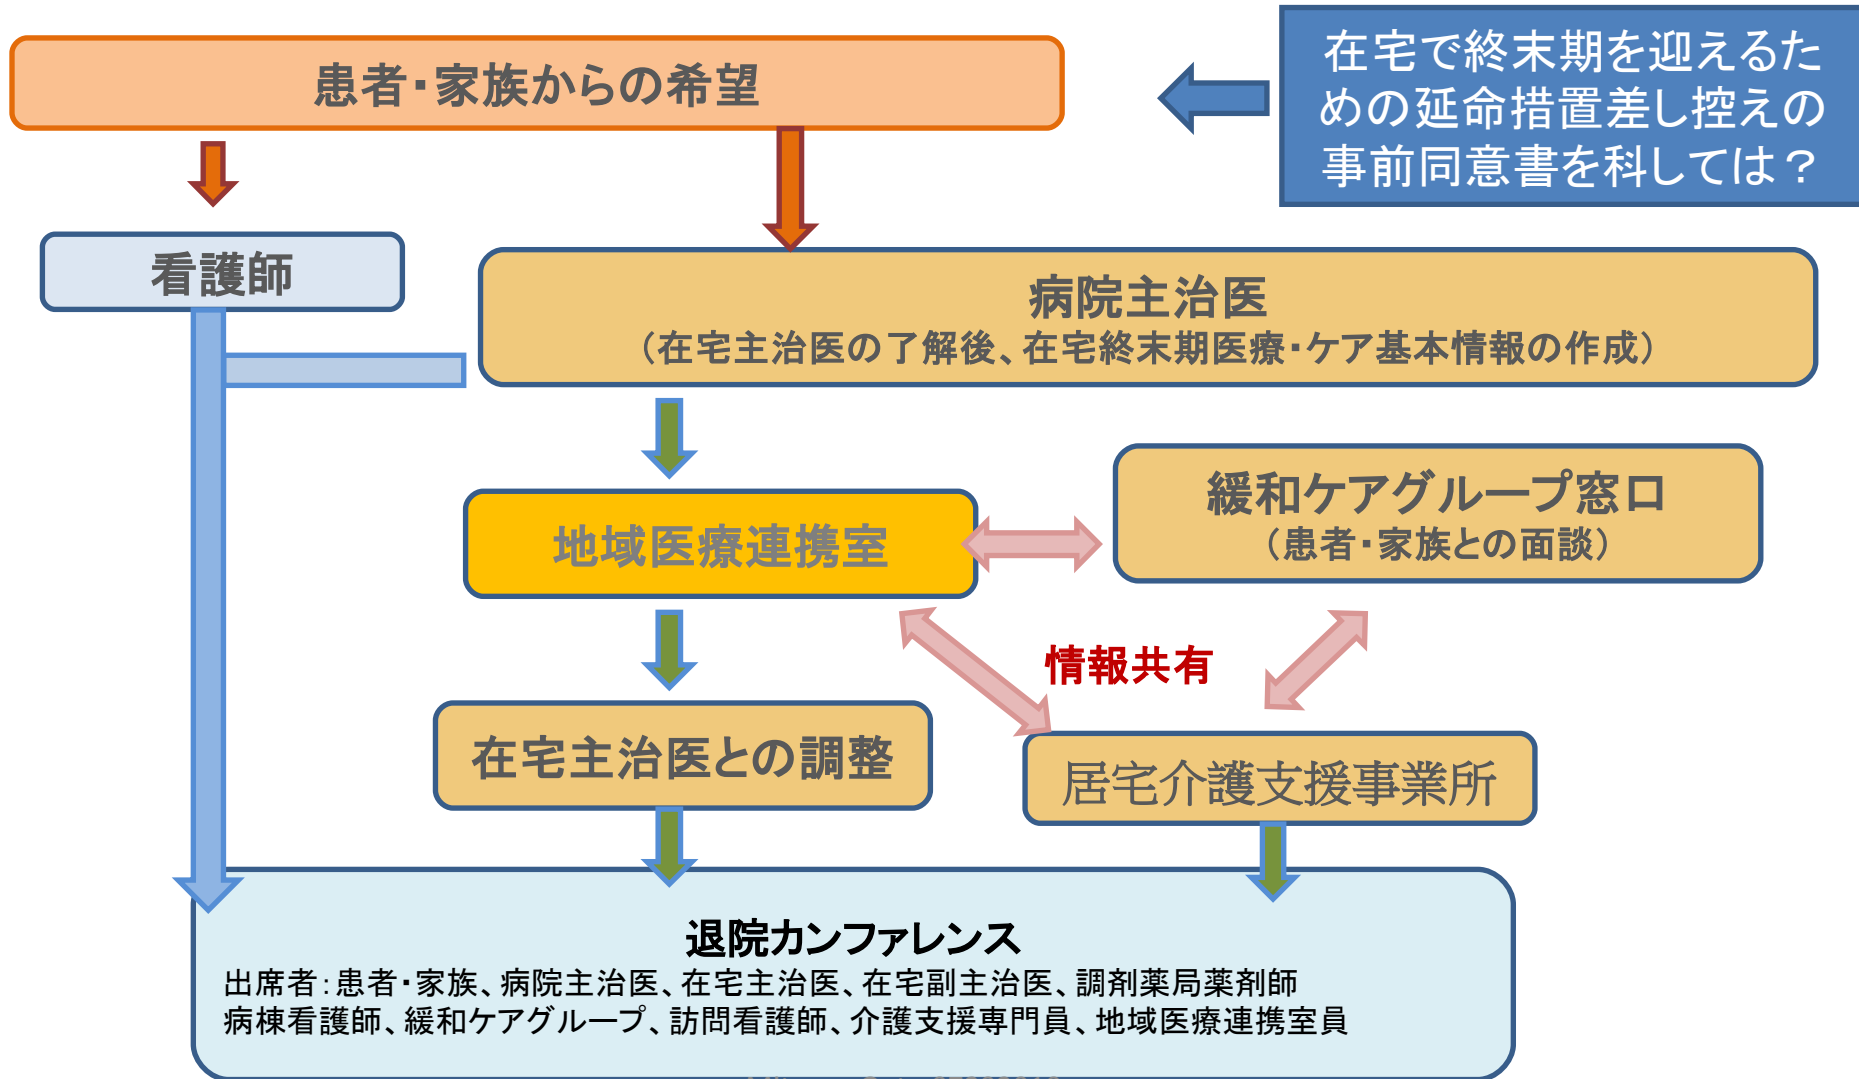 患者・家族からの希望
在宅で終末期を迎えるた
めの延命措置差し控えの
事前同意書を科しては？
看護師
病院主治医
（在宅主治医の了解後、在宅終末期医療・ケア基本情報の作成）
地域医療連携室
緩和ケアグループ窓口
（患者・家族との面談）
情報共有
在宅主治医との調整
居宅介護支援事業所
退院カンファレンス
出席者：患者・家族、病院主治医、在宅主治医、在宅副主治医、調剤薬局薬剤師
病棟看護師、緩和ケアグループ、訪問看護師、介護支援専門員、地域医療連携室員